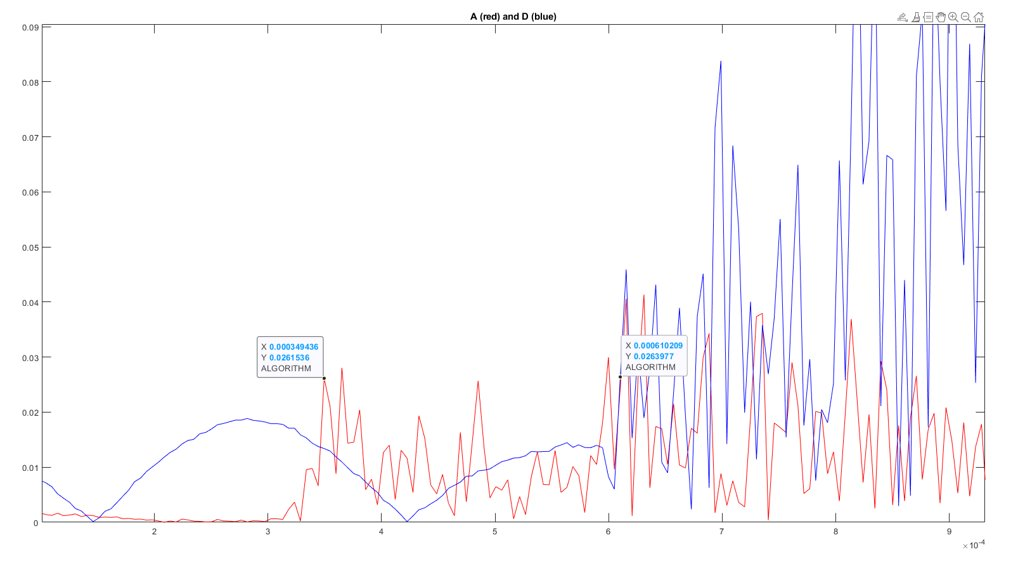 A (red) and D (blue)
0.09
0.08
0.07
0.06
0.05
0.04
0.03
0.02
0.01
0
X 0.000349436
Y 0.0261536
ALGORITHM
X 0.000610209
Y 0.0263977
ALGORITHM
2 3 4 5 6 7 8 9
×10-4